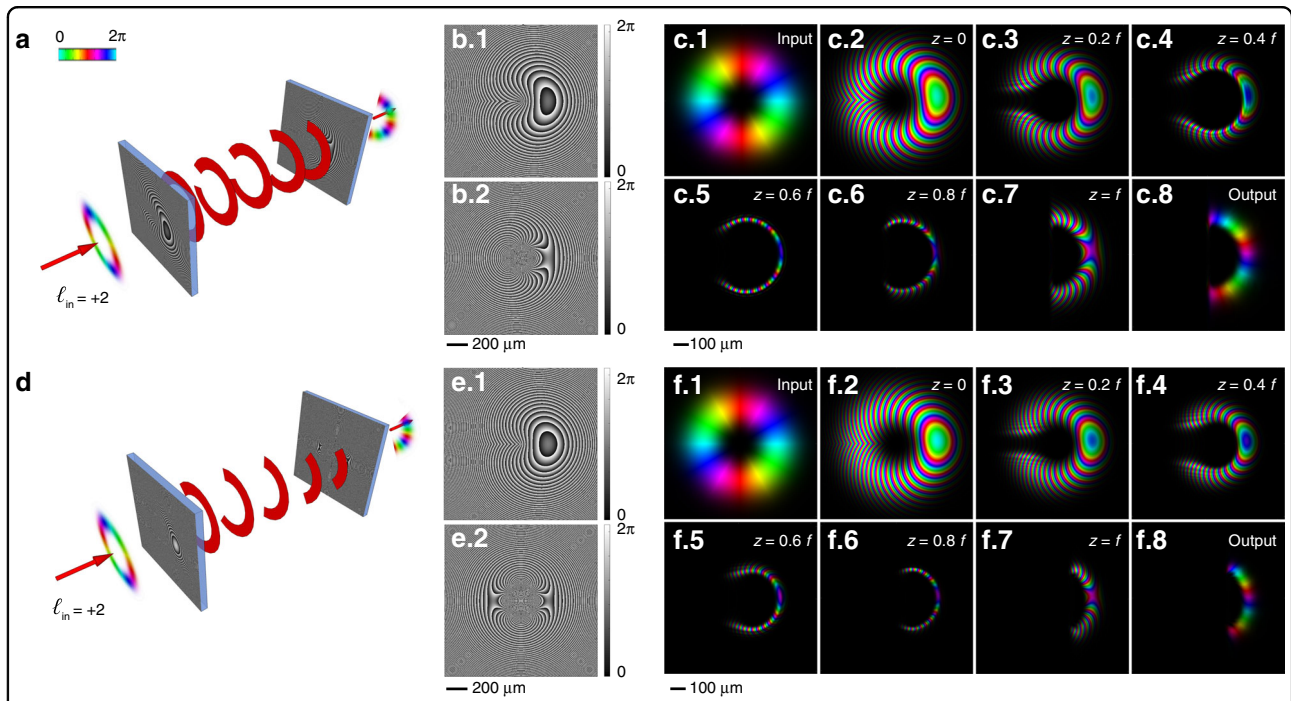 a
0 2π
ℓin = +2
b.1
2π
0
b.2
2π
0
200 µm
c.1 Input
c.2 z = 0
c.3 z = 0.2 f
c.4 z = 0.4 f
c.5 z = 0.6 f
c.6 z = 0.8 f
c.7 z = f
c.8 Output
100 µm
d
ℓin = +2
e.1
2π
0
e.2
2π
0
200 µm
f.1 Input
f.2 z = 0
f.3 z = 0.2 f
f.4 z = 0.4 f
f.5 z = 0.6 f
f.6 z = 0.8 f
f.7 z = f
f.8 Output
100 µm